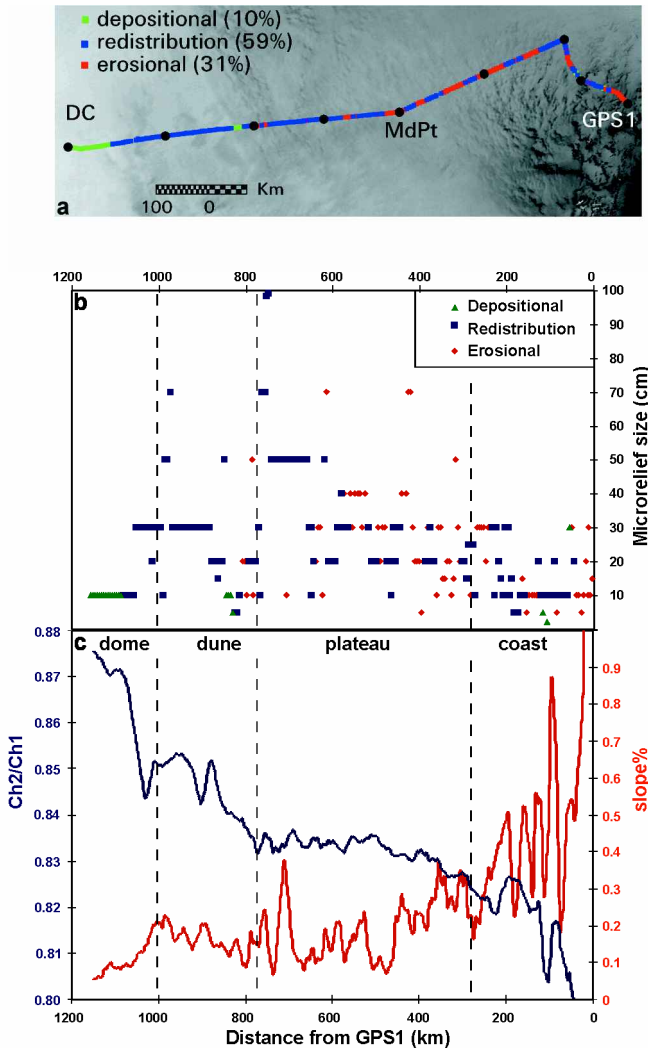 depositional (10%)
redistribution (59%)
erosional (31%)
DC
MdPt
GPS1
Km
100 0
a
1200 1000 800 600 400 200 0
b
Depositional
Redistribution
Erosional
100
90
80
70
60
50
40
30
20
10
Microrelief size (cm)
c
dome dune plateau coast
0.88
0.87
0.86
0.85
0.84
0.83
0.82
0.81
0.80
Ch2/Ch1
0.9
0.8
0.7
0.6
0.5
0.4
0.3
0.2
0.1
0
slope%
1200 1000 800 600 400 200 0
Distance from GPS1 (km)